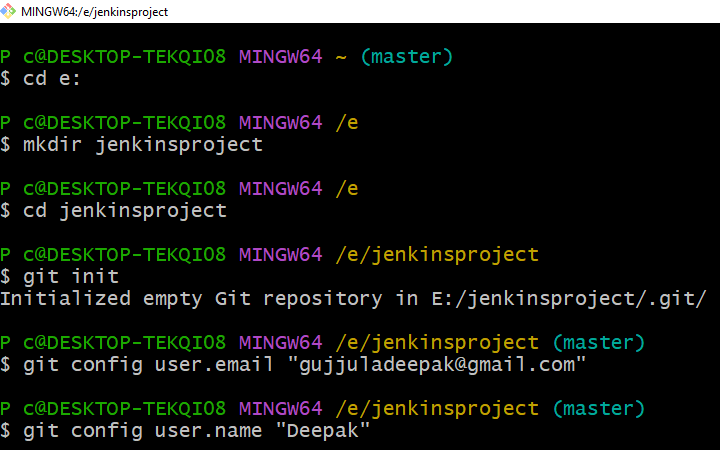 MINGW64:/e/jenkinsproject
P c@DESKTOP-TEKQIO8 MINGW64 ~ (master)
$ cd e:
P c@DESKTOP-TEKQIO8 MINGW64 /e
$ mkdir jenkinsproject
P c@DESKTOP-TEKQIO8 MINGW64 /e
$ cd jenkinsproject
P c@DESKTOP-TEKQIO8 MINGW64 /e/jenkinsproject
$ git init
Initialized empty Git repository in E:/jenkinsproject/.git/
P c@DESKTOP-TEKQIO8 MINGW64 /e/jenkinsproject (master)
$ git config user.email "gujjuladeepak@gmail.com"
P c@DESKTOP-TEKQIO8 MINGW64 /e/jenkinsproject (master)
$ git config user.name "Deepak"